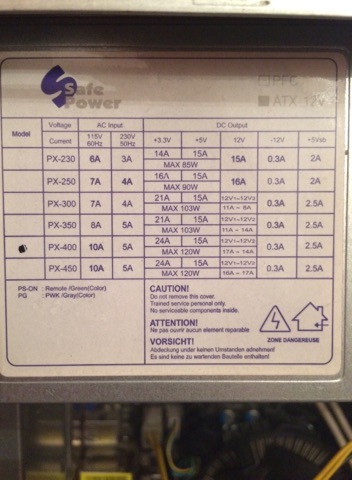 Safe
Power
PFC
ATX 12V
Model Voltage AC Input DC Output
Current 115V 60Hz 230V 50Hz +3.3V +5V 12V -12V +5Vsb
PX-230 6A 3A 14A 15A 15A 0.3A 2A
MAX 85W
PX-250 7A 4A 16A 15A 16A 0.3A 2A
MAX 90W
PX-300 7A 4A 21A 15A 12V1~12V2 0.3A 2.5A
MAX 103W 11A ~ 8A
PX-350 8A 5A 21A 15A 12V1~12V2 0.3A 2.5A
MAX 103W 11A ~ 14A
PX-400 10A 5A 24A 15A 12V1~12V2 0.3A 2.5A
MAX 120W 17A ~ 14A
PX-450 10A 5A 24A 15A 12V1~12V2 0.3A 2.5A
MAX 120W 16A ~ 17A
PS-ON : Remote /Green(Color)
PG : PWK /Gray(Color)
CAUTION!
Do not remove this cover.
Trained service personal only.
No serviceable components inside.
ATTENTION!
Ne pas ouvrir aucun element reparable
VORSICHT!
Abdeckung unter keinen Umstanden adnehmen!
Es sind keine zu wartenden Bauteile enthalten!
ZONE DANGEREUSE